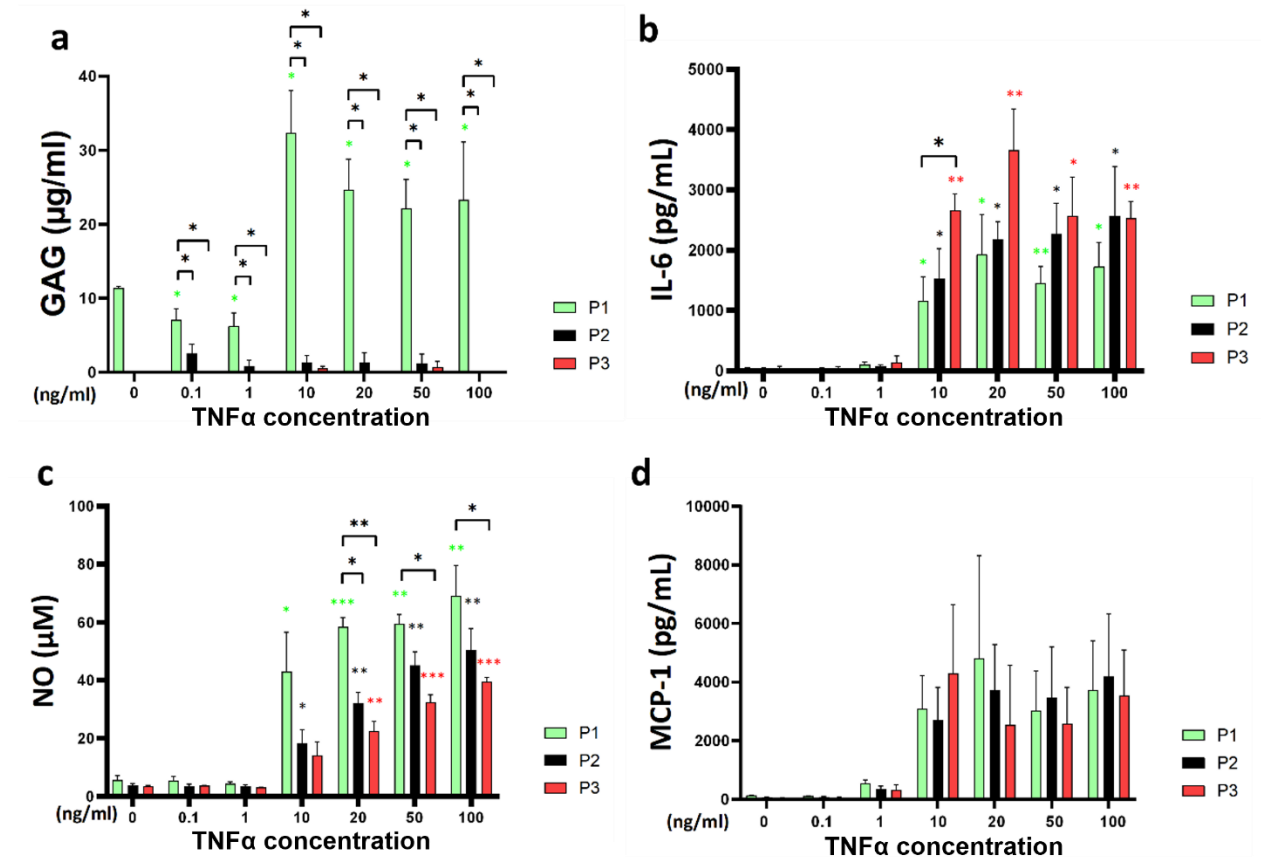 a
* * *
* * * * * * * * * * * * * * * * *
GAG (μg/ml)
40
30
20
10
0
(ng/ml) 0 0.1 1 10 20 50 100
TNFα concentration
P1
P2
P3
b
* ** * * ** * * ** * * * * **
IL-6 (pg/mL)
5000
4000
3000
2000
1000
0
(ng/ml) 0 0.1 1 10 20 50 100
TNFα concentration
P1
P2
P3
c
* * *** ** ** * ** ** * ** *** * ** ** ***
NO (μM)
100
80
60
40
20
0
(ng/ml) 0 0.1 1 10 20 50 100
TNFα concentration
P1
P2
P3
d
MCP-1 (pg/mL)
10000
8000
6000
4000
2000
0
(ng/ml) 0 0.1 1 10 20 50 100
TNFα concentration
P1
P2
P3